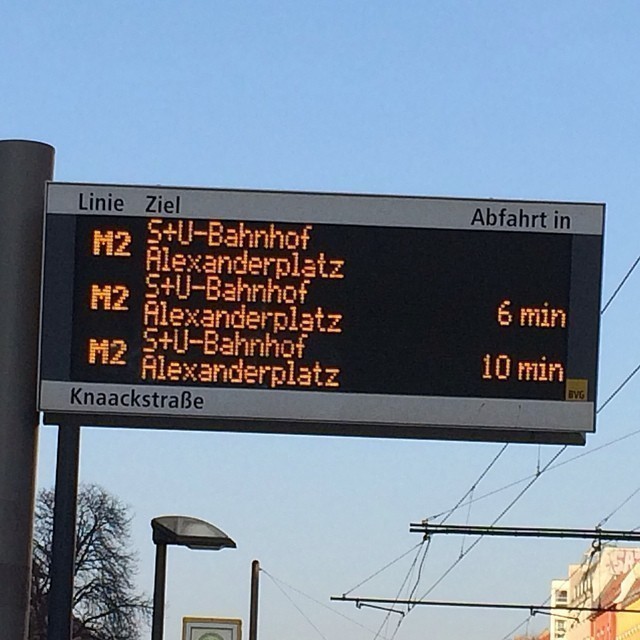 Linie Ziel Abfahrt in
M2 S+U-Bahnhof
Alexanderplatz
M2 S+U-Bahnhof
Alexanderplatz 6 min
M2 S+U-Bahnhof
Alexanderplatz 10 min
BVG
Knaackstraße